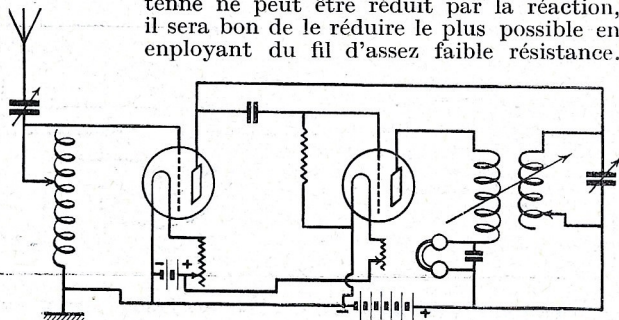 tenne ne peut être réduit par la réaction,
il sera bon de le réduire le plus possible en
enployant du fil d'assez faible résistance.
- +
- +